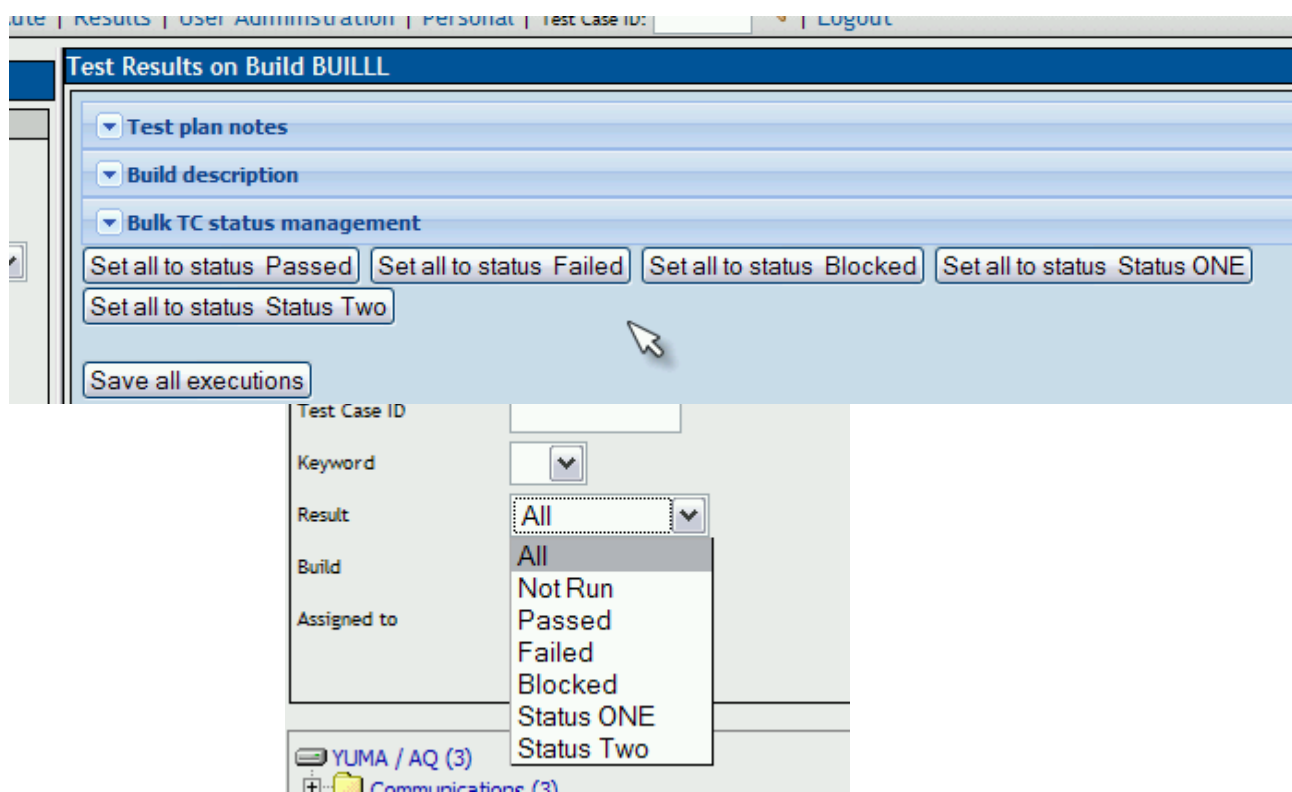 Results | User Administration | Personal | Test Case ID: | Logout
Test Results on Build BUILLL
Test plan notes
Build description
Bulk TC status management
Set all to status Passed Set all to status Failed Set all to status Blocked Set all to status Status ONE
Set all to status Status Two
Save all executions
Test Case ID
Keyword
Result All
All
Build
Not Run
Passed
Assigned to
Failed
Blocked
Status ONE
Status Two
YUMA / AQ (3)
Communications (3)